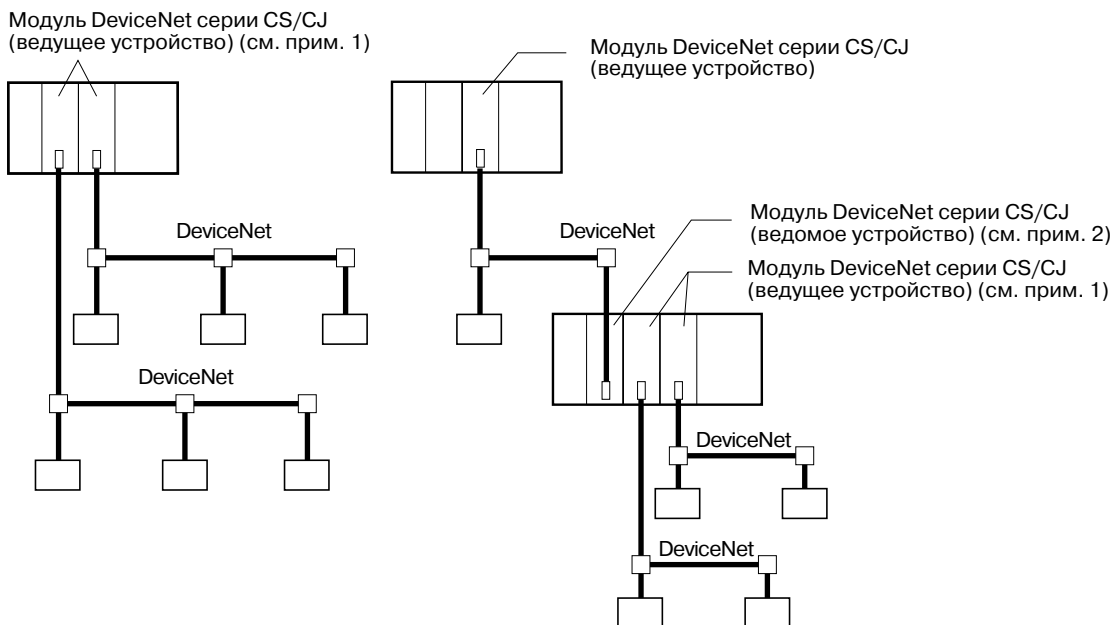 Модуль DeviceNet серии CS/CJ
(ведущее устройство) (см. прим. 1)
Модуль DeviceNet серии CS/CJ
(ведущее устройство)
DeviceNet
DeviceNet
Модуль DeviceNet серии CS/CJ
(ведомое устройство) (см. прим. 2)
Модуль DeviceNet серии CS/CJ
(ведущее устройство) (см. прим. 1)
DeviceNet
DeviceNet
DeviceNet